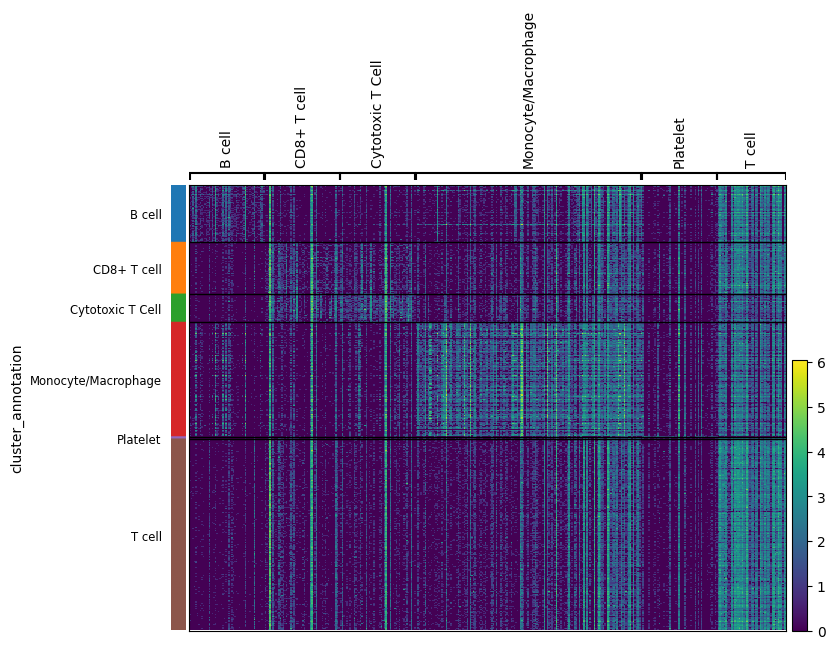 B cell
CD8+ T cell
Cytotoxic T Cell
Monocyte/Macrophage
Platelet
T cell
cluster_annotation
B cell
CD8+ T cell
Cytotoxic T Cell
Monocyte/Macrophage
Platelet
T cell
6
5
4
3
2
1
0